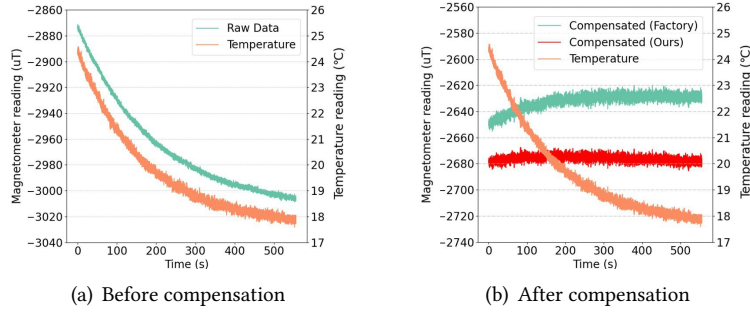 −2860
−2880
−2900
−2920
−2940
−2960
−2980
−3000
−3020
−3040
Magnetometer reading (uT)
0 100 200 300 400 500
Time (s)
26
25
24
23
22
21
20
19
18
17
Temperature reading (°C)
Raw Data
Temperature
(a) Before compensation
−2560
−2580
−2600
−2620
−2640
−2660
−2680
−2700
−2720
−2740
Magnetometer reading (uT)
0 100 200 300 400 500
Time (s)
26
25
24
23
22
21
20
19
18
17
Temperature reading (°C)
Compensated (Factory)
Compensated (Ours)
Temperature
(b) After compensation